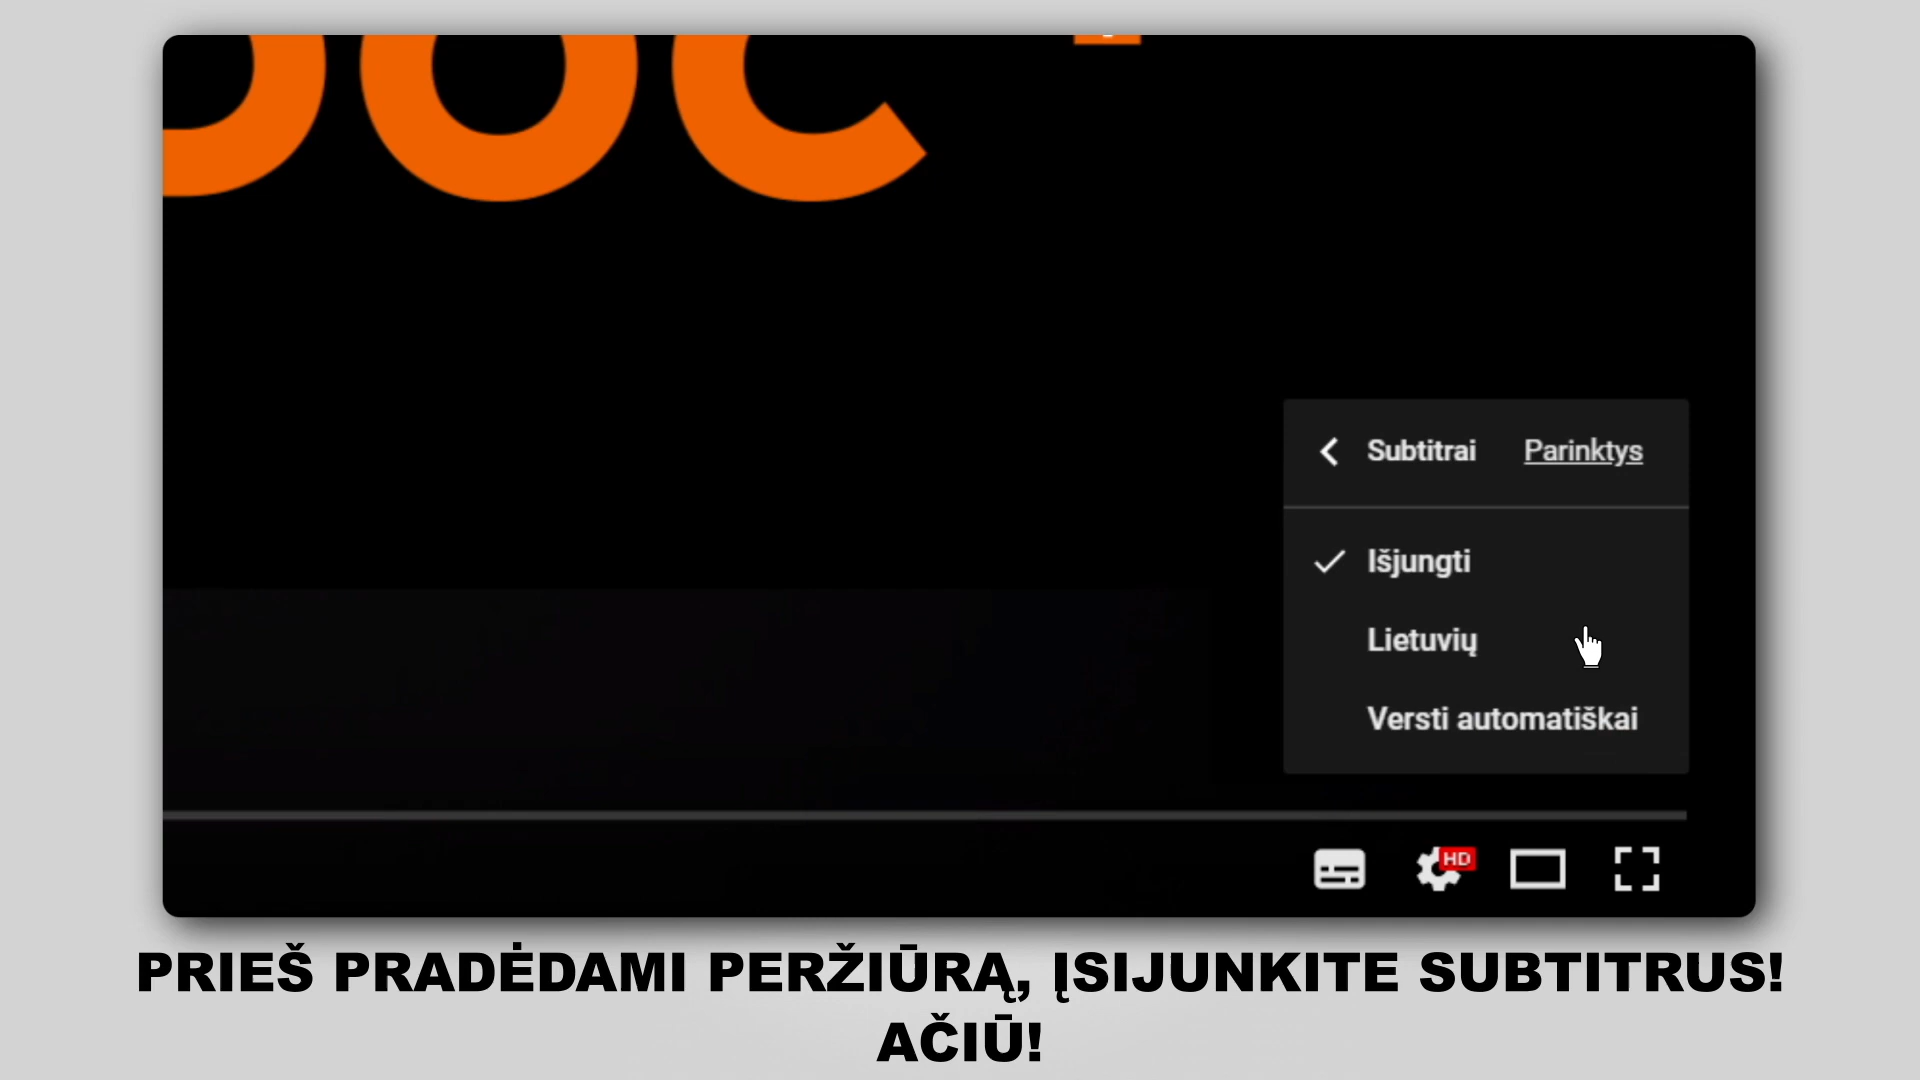 Subtitrai Parinktys
Išjungti
Lietuvių
Versti automatiškai
HD
PRIEŠ PRADĖDAMI PERŽIŪRĄ, ĮSIJUNKITE SUBTITRUS!
AČIŪ!